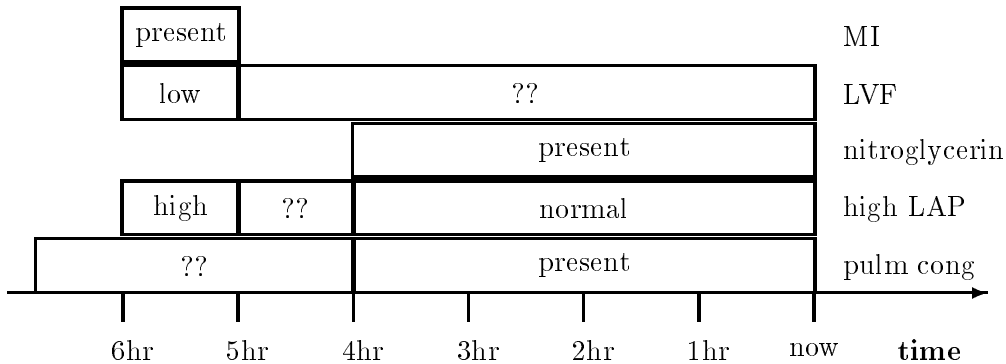 present MI
low ?? LVF
present nitroglycerin
high ?? normal high LAP
?? present pulm cong
6hr 5hr 4hr 3hr 2hr 1hr now time